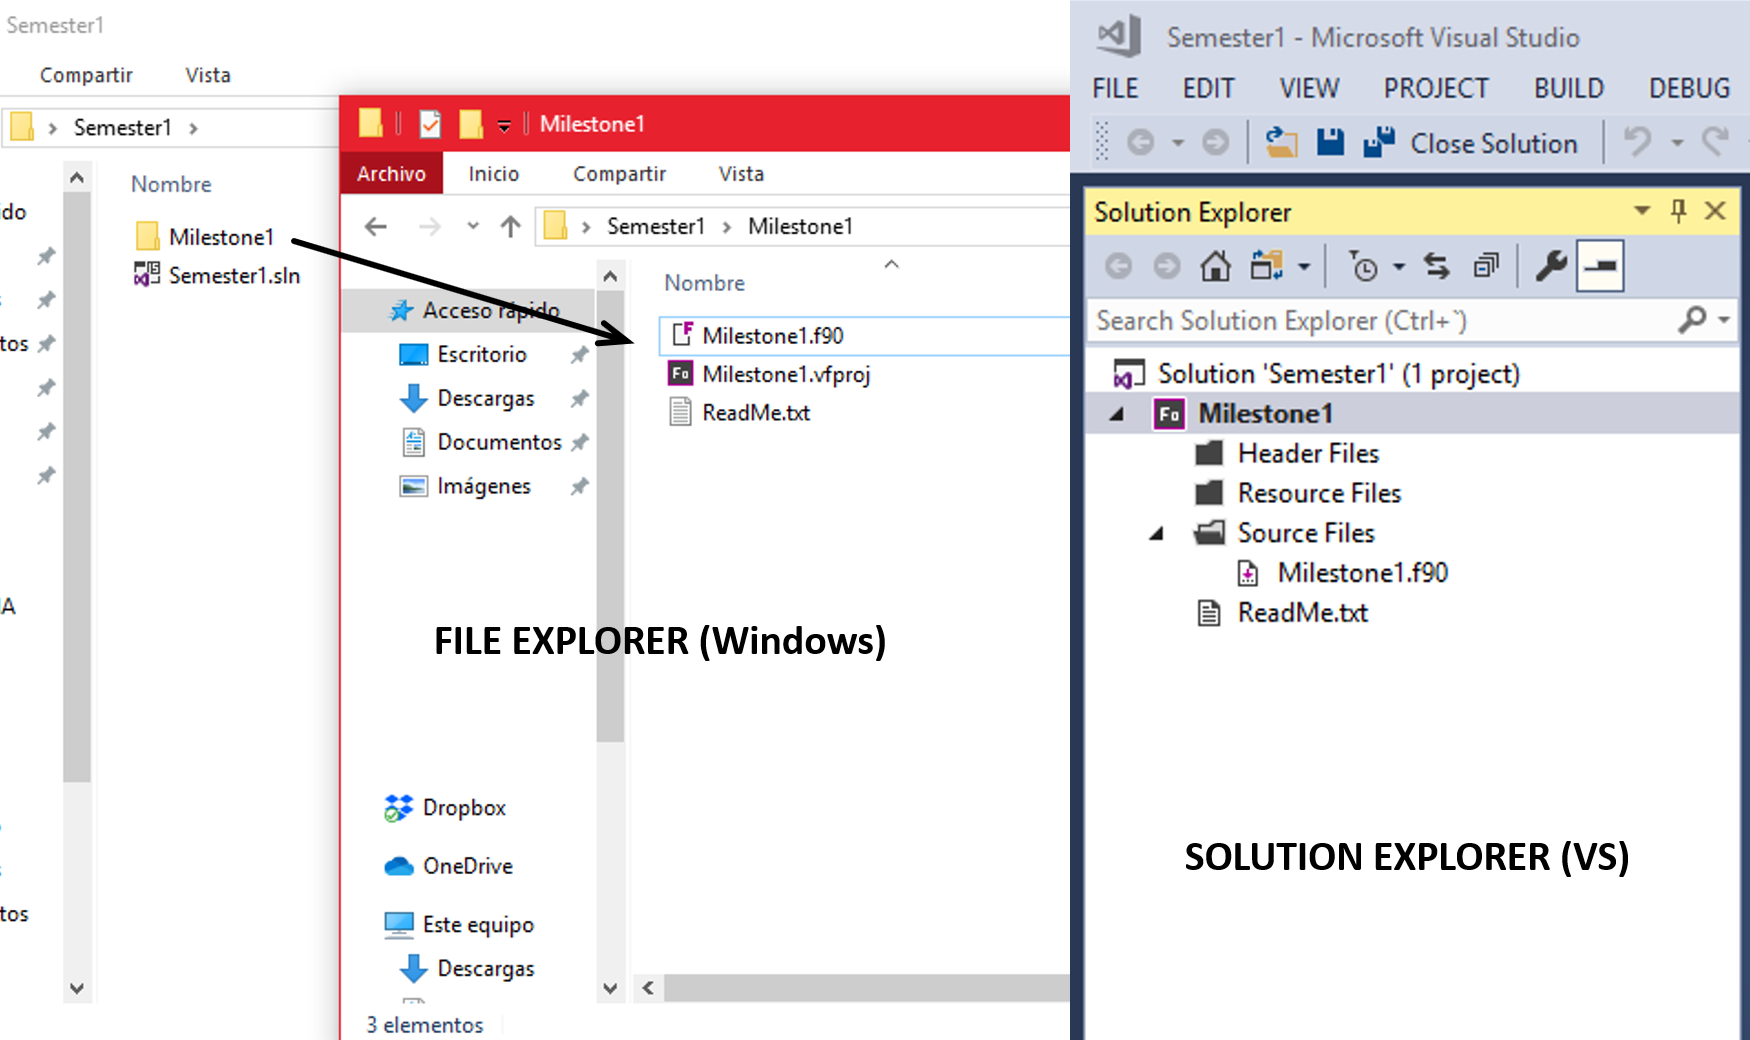 Semester1
Compartir Vista
Semester1
Nombre
Milestone1
Semester1.sln
do
tos
A
tos
Milestone1
Archivo Inicio Compartir Vista
Semester1 Milestone1
Nombre
Acceso rápido
Escritorio
Descargas
Documentos
Imágenes
Dropbox
OneDrive
Este equipo
Descargas
Milestone1.f90
Milestone1.vfproj
ReadMe.txt
FILE EXPLORER (Windows)
3 elementos
Semester1 - Microsoft Visual Studio
FILE EDIT VIEW PROJECT BUILD DEBUG
Close Solution
Solution Explorer
Search Solution Explorer (Ctrl+`)
Solution 'Semester1' (1 project)
Milestone1
Header Files
Resource Files
Source Files
Milestone1.f90
ReadMe.txt
SOLUTION EXPLORER (VS)